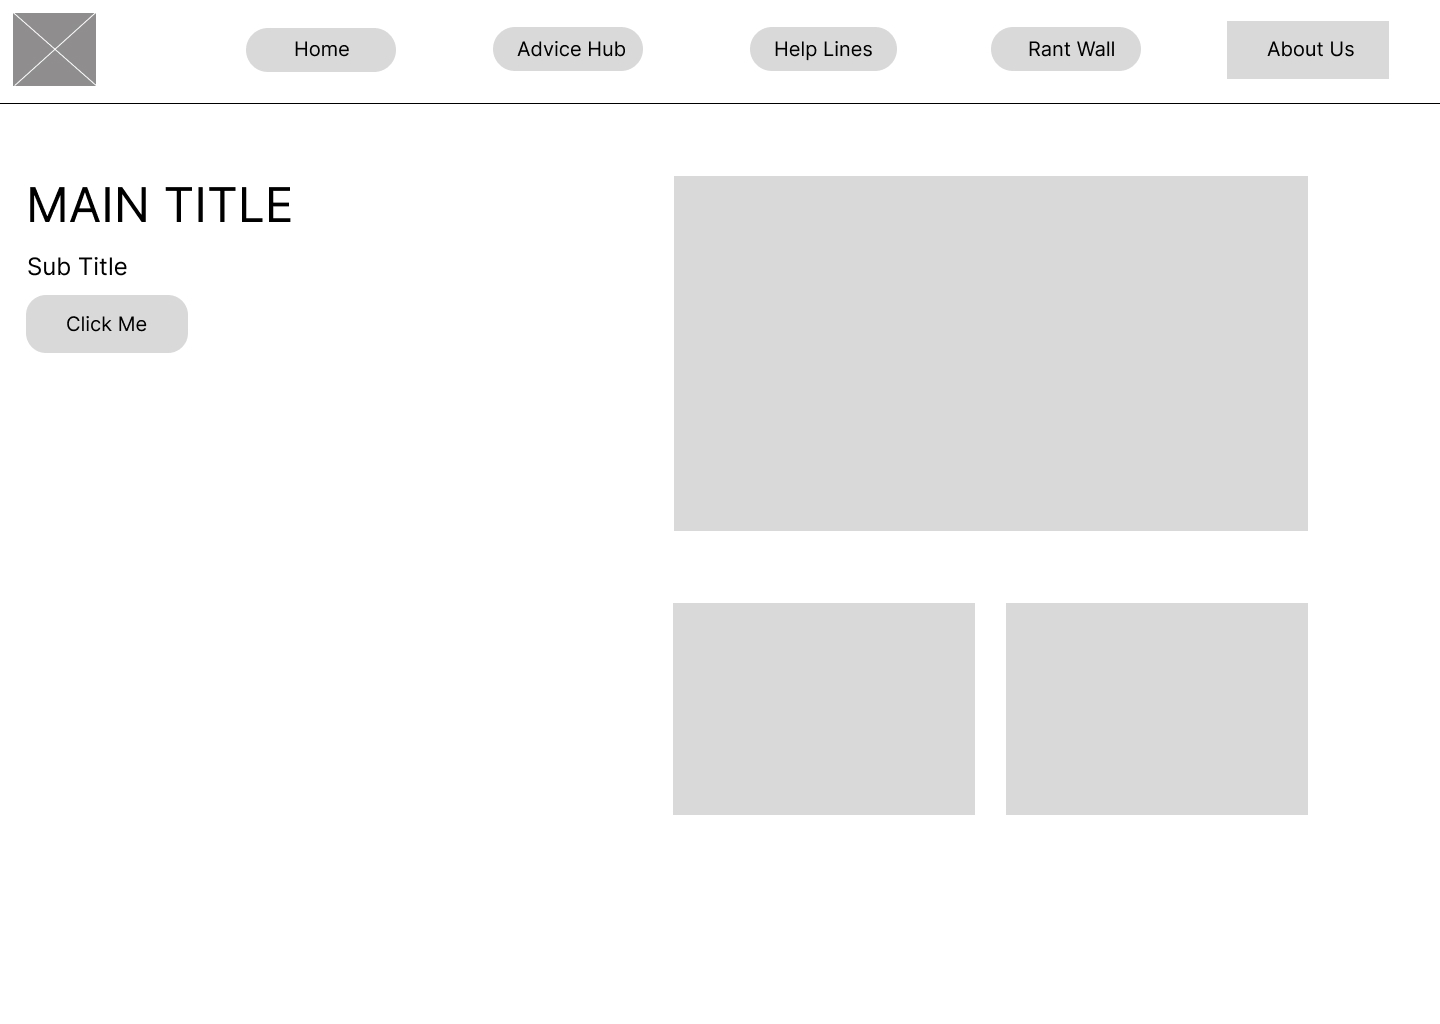 Home
Advice Hub
Help Lines
Rant Wall
About Us
MAIN TITLE
Sub Title
Click Me